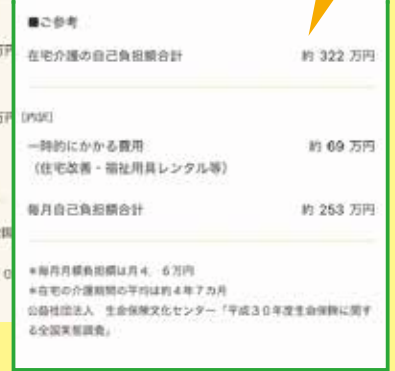 ■ご参考
在宅介護の自己負担額合計 約 322 万円
[内訳]
一時的にかかる費用 約 69 万円
(住宅改善・福祉用具レンタル等)
毎月自己負担額合計 約 253 万円
*毎月月額負担額は月4.6万円
*在宅の介護期間の平均は約4年7カ月
公益社団法人 生命保険文化センター「平成30年度生命保険に関す
る全国実態調査」